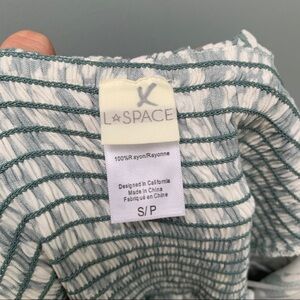 L☆SPACE
100%Rayon/Rayonne
Designed in California
Made in China
Fabriqué en Chine
S/P